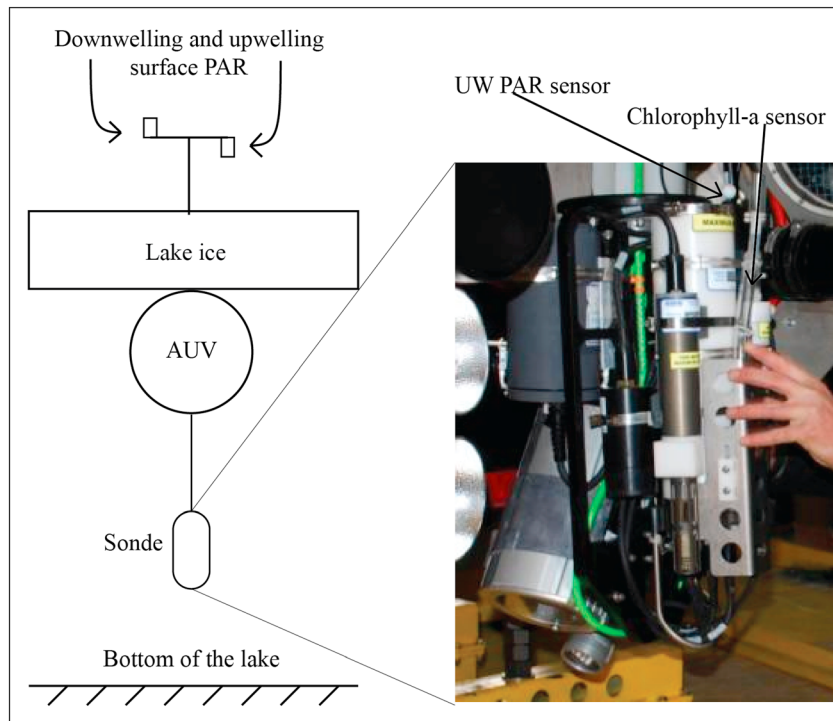 Downwelling and upwelling
surface PAR
UW PAR sensor
Chlorophyll-a sensor
Lake ice
AUV
Sonde
Bottom of the lake